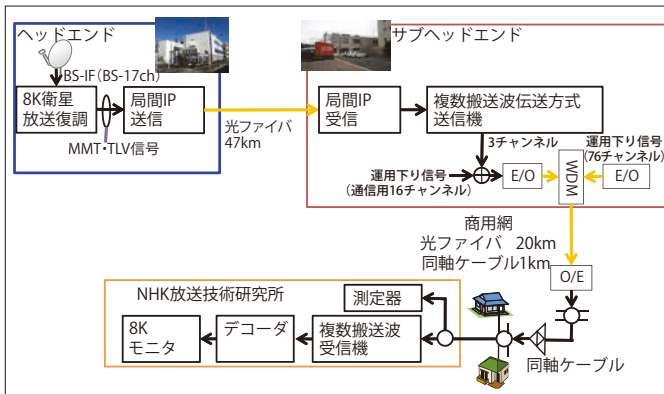 ヘッドエンド
BS-IF(BS-17ch)
8K衛星
放送復調
局間IP
送信
MMT・TLV信号
光ファイバ
47km
サブヘッドエンド
局間IP
受信
複数搬送波伝送方式
送信機
3チャンネル
運用下り信号
(通信用16チャンネル)
E/O
WDM
運用下り信号
(76チャンネル)
E/O
商用網
光ファイバ 20km
同軸ケーブル1km
O/E
同軸ケーブル
NHK放送技術研究所
測定器
8K
モニタ
デコーダ
複数搬送波
受信機